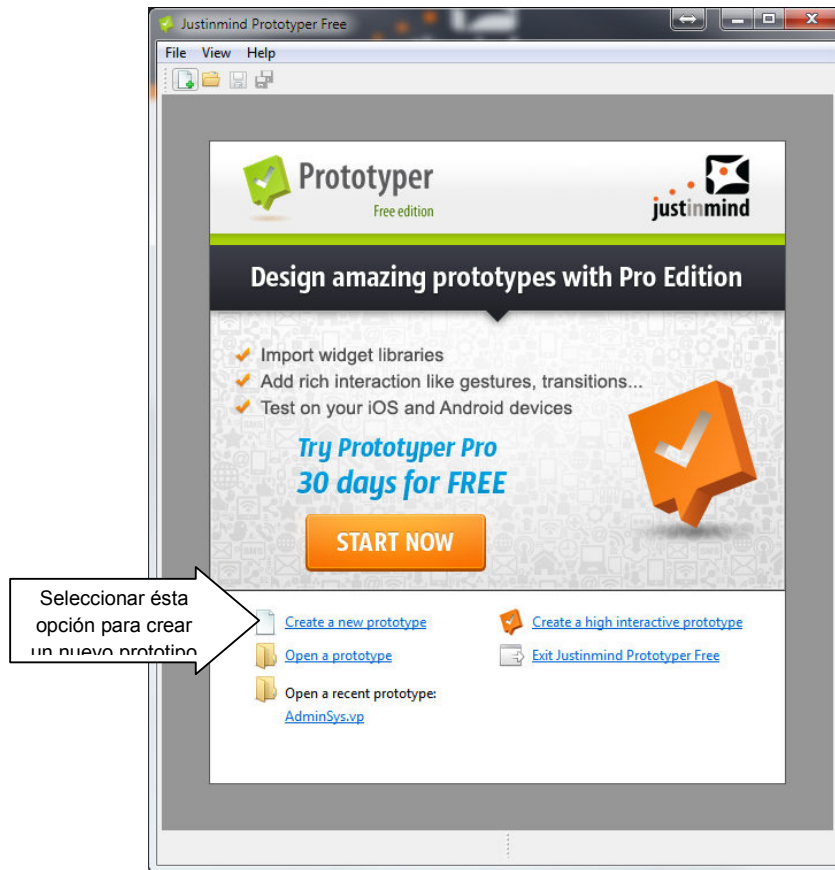 Justinmind Prototyper Free
File View Help
Prototyper
Free edition
justinmind
Design amazing prototypes with Pro Edition
Import widget libraries
Add rich interaction like gestures, transitions...
Test on your iOS and Android devices
Try Prototyper Pro
30 days for FREE
START NOW
Seleccionar ésta
opción para crear
un nuevo prototipo
Create a new prototype
Create a high interactive prototype
Open a prototype
Exit Justinmind Prototyper Free
Open a recent prototype:
AdminSys.vp